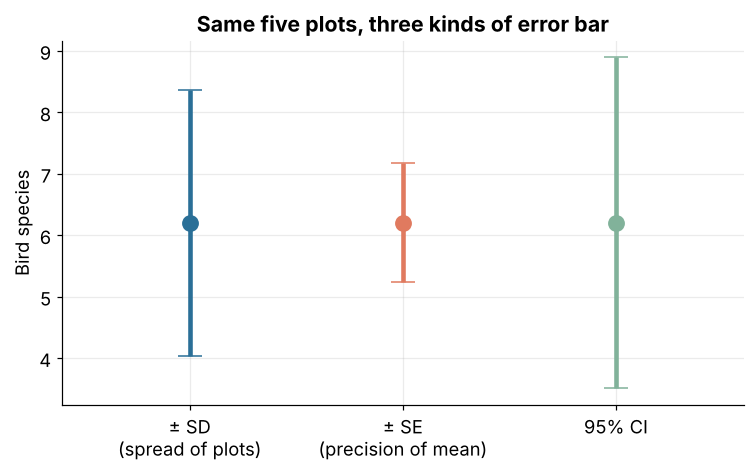 Same five plots, three kinds of error bar
9
8
7
6
5
4
Bird species
± SD
(spread of plots)
± SE
(precision of mean)
95% CI